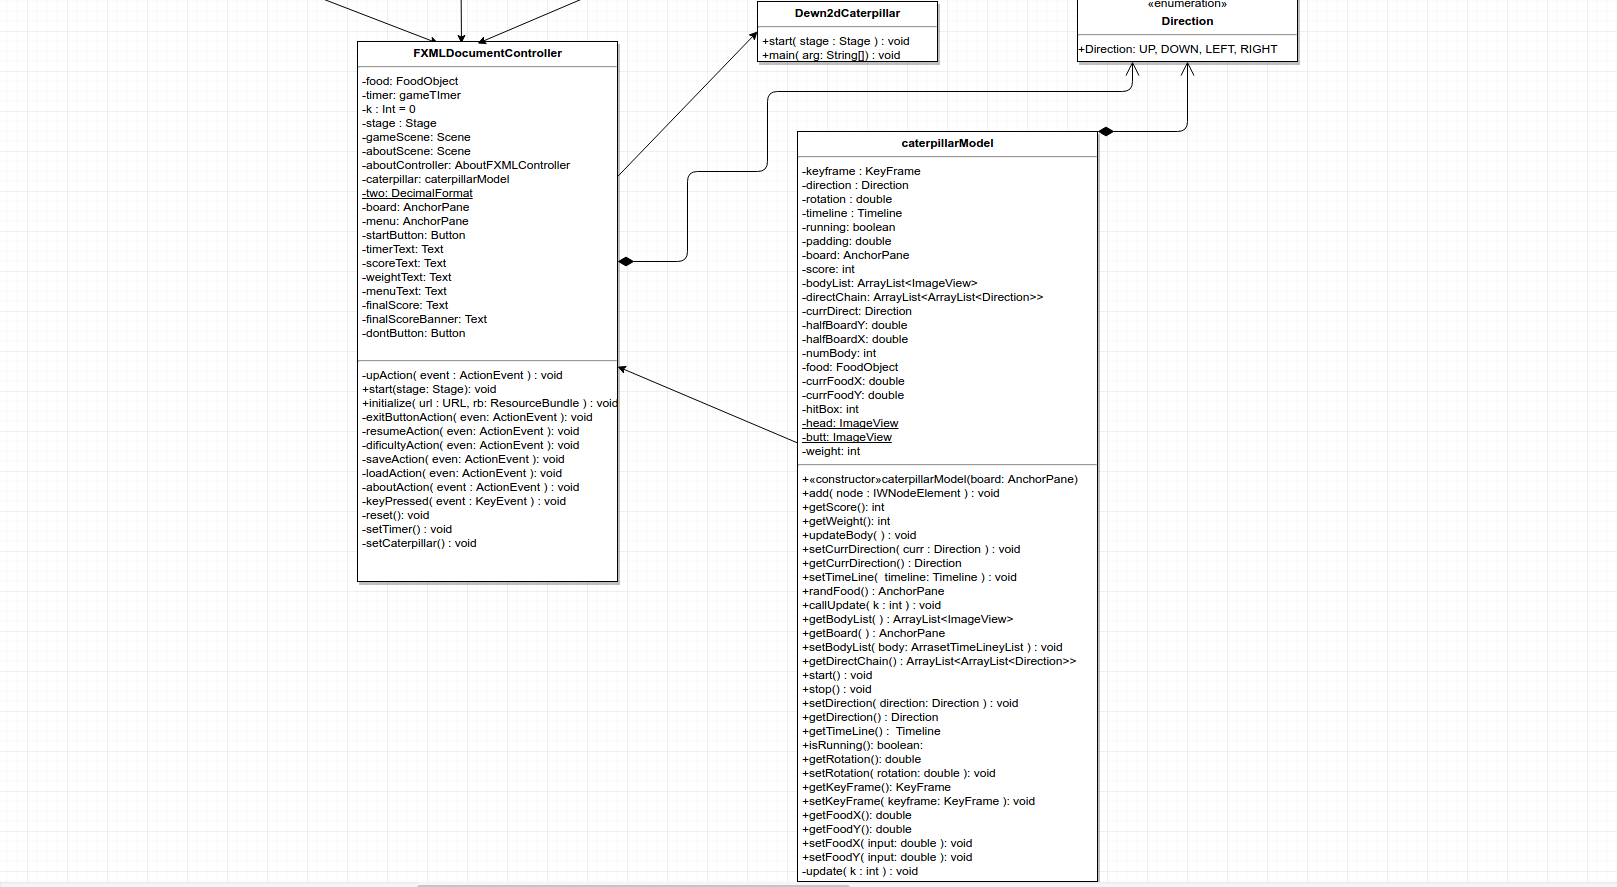 FXMLDocumentController
-food: FoodObject
-timer: gameTImer
-k : Int = 0
-stage : Stage
-gameScene: Scene
-aboutScene: Scene
-aboutController: AboutFXMLController
-caterpillar: caterpillarModel
-two: DecimalFormat
-board: AnchorPane
-menu: AnchorPane
-startButton: Button
-timerText: Text
-scoreText: Text
-weightText: Text
-menuText: Text
-finalScore: Text
-finalScoreBanner: Text
-dontButton: Button
-upAction( event : ActionEvent ) : void
+start(stage: Stage): void
+initialize( url : URL, rb: ResourceBundle ) : void
-exitButtonAction( even: ActionEvent ): void
-resumeAction( even: ActionEvent ): void
-dificultyAction( even: ActionEvent ): void
-saveAction( even: ActionEvent ): void
-loadAction( even: ActionEvent ): void
-aboutAction( event : ActionEvent ) : void
-keyPressed( event : KeyEvent ) : void
-reset(): void
-setTimer() : void
-setCaterpillar() : void
Dewn2dCaterpillar
+start( stage : Stage ) : void
+main( arg: String[]) : void
«enumeration»
Direction
+Direction: UP, DOWN, LEFT, RIGHT
caterpillarModel
-keyframe : KeyFrame
-direction : Direction
-rotation : double
-timeline : Timeline
-running: boolean
-padding: double
-board: AnchorPane
-score: int
-bodyList: ArrayList<ImageView>
-directChain: ArrayList<ArrayList<Direction>>
-currDirect: Direction
-halfBoardY: double
-halfBoardX: double
-numBody: int
-food: FoodObject
-currFoodX: double
-currFoodY: double
-hitBox: int
-head: ImageView
-butt: ImageView
-weight: int
+«constructor»caterpillarModel(board: AnchorPane)
+add( node : IWNodeElement ) : void
+getScore(): int
+getWeight(): int
+updateBody( ) : void
+setCurrDirection( curr : Direction ) : void
+getCurrDirection() : Direction
+setTimeLine(  timeline: Timeline ) : void
+randFood() : AnchorPane
+callUpdate( k : int ) : void
+getBodyList( ) : ArrayList<ImageView>
+getBoard( ) : AnchorPane
+setBodyList( body: ArrasetTimeLineyList ) : void
+getDirectChain() : ArrayList<ArrayList<Direction>>
+start() : void
+stop() : void
+setDirection( direction: Direction ) : void
+getDirection() : Direction
+getTimeLine() :  Timeline
+isRunning(): boolean:
+getRotation(): double
+setRotation( rotation: double ): void
+getKeyFrame(): KeyFrame
+setKeyFrame( keyframe: KeyFrame ): void
+getFoodX(): double
+getFoodY(): double
+setFoodX( input: double ): void
+setFoodY( input: double ): void
-update( k : int ) : void